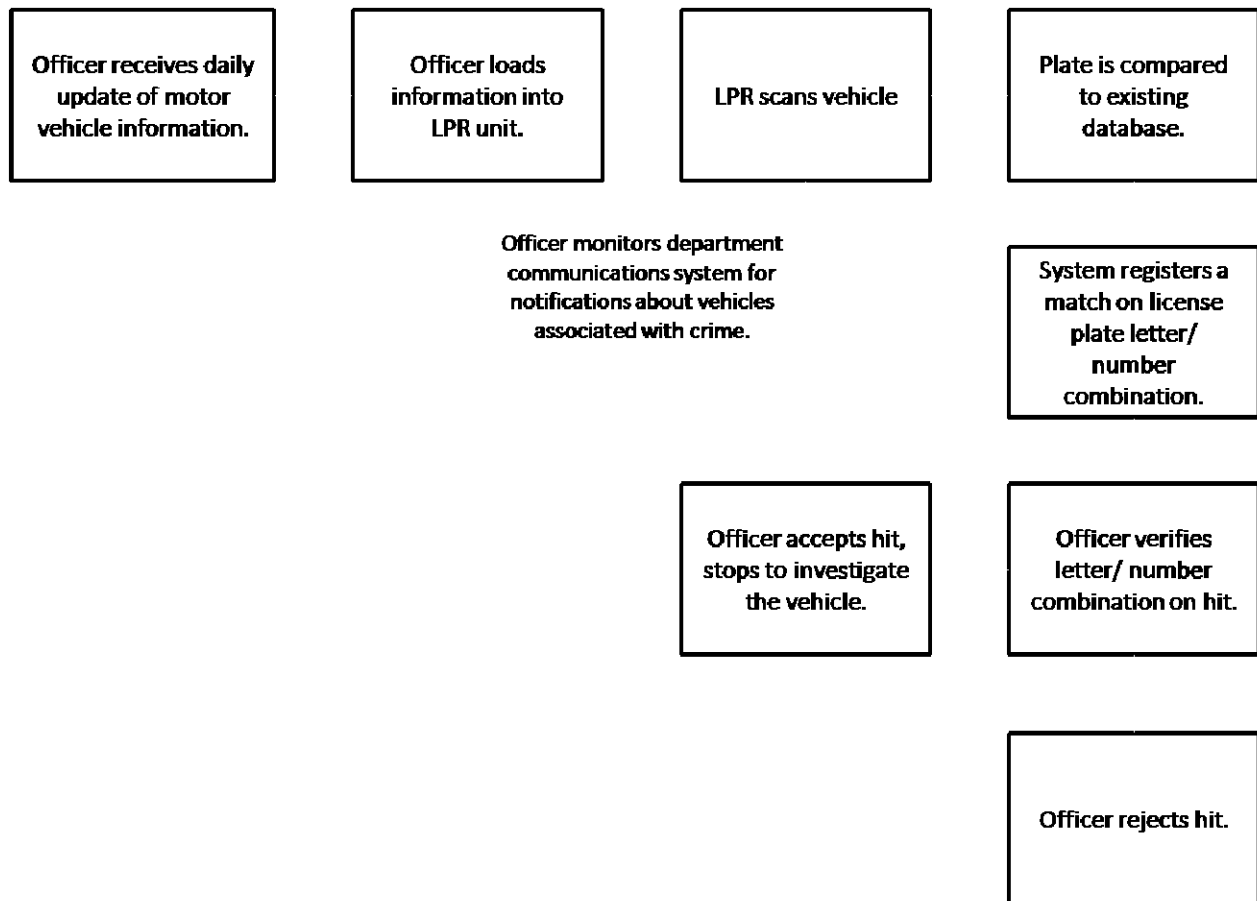 Officer receives daily
update of motor
vehicle information.
Officer loads
information into
LPR unit.
LPR scans vehicle
Plate is compared
to existing
database.
Officer monitors department
communications system for
notifications about vehicles
associated with crime.
System registers a
match on license
plate letter/
number
combination.
Officer accepts hit,
stops to investigate
the vehicle.
Officer verifies
letter/ number
combination on hit.
Officer rejects hit.